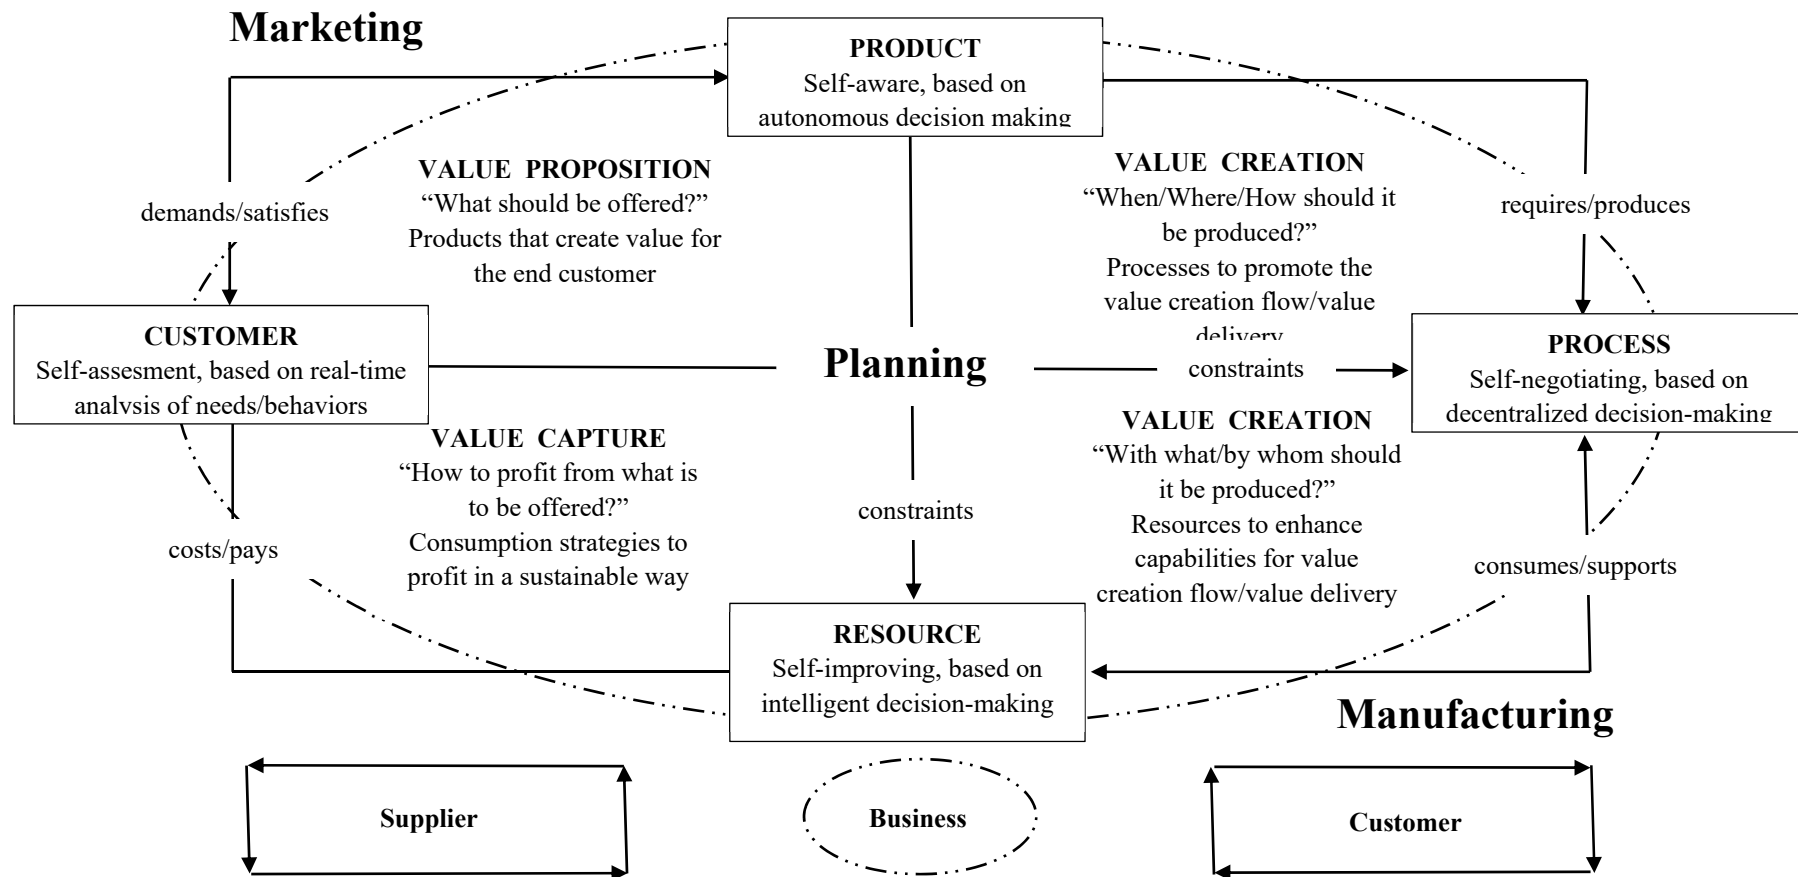 Marketing
PRODUCT
Self-aware, based on
autonomous decision making
VALUE PROPOSITION
“What should be offered?”
Products that create value for
the end customer
VALUE CREATION
“When/Where/How should it
be produced?”
Processes to promote the
value creation flow/value
delivery
demands/satisfies
requires/produces
CUSTOMER
Self-assesment, based on real-time
analysis of needs/behaviors
Planning
constraints
PROCESS
Self-negotiating, based on
decentralized decision-making
VALUE CAPTURE
“How to profit from what is
to be offered?”
Consumption strategies to
profit in a sustainable way
constraints
VALUE CREATION
“With what/by whom should
it be produced?”
Resources to enhance
capabilities for value
creation flow/value delivery
costs/pays
consumes/supports
RESOURCE
Self-improving, based on
intelligent decision-making
Manufacturing
Supplier
Business
Customer